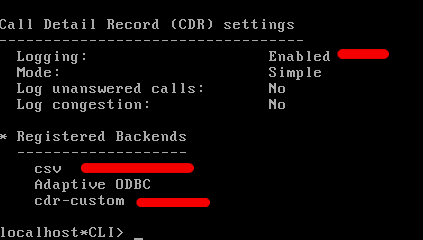 Call Detail Record (CDR) settings
----------------------------------
Logging: Enabled
Mode: Simple
Log unanswered calls: No
Log congestion: No
* Registered Backends
-------------------
csv
Adaptive ODBC
cdr-custom
localhost*CLI> _